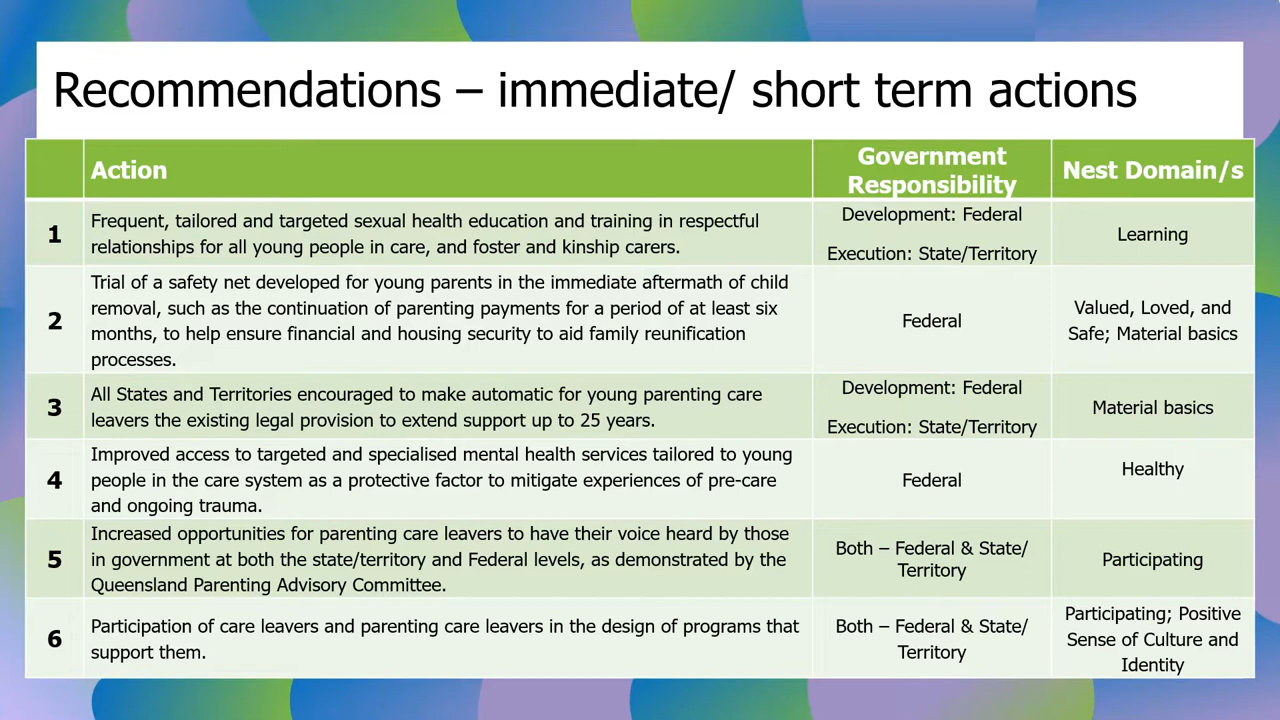 Recommendations – immediate/ short term actions
Action
Government
Responsibility
Nest Domain/s
1
Frequent, tailored and targeted sexual health education and training in respectful
relationships for all young people in care, and foster and kinship carers.
Development: Federal
Execution: State/Territory
Learning
2
Trial of a safety net developed for young parents in the immediate aftermath of child
removal, such as the continuation of parenting payments for a period of at least six
months, to help ensure financial and housing security to aid family reunification
processes.
Federal
Valued, Loved, and
Safe; Material basics
3
All States and Territories encouraged to make automatic for young parenting care
leavers the existing legal provision to extend support up to 25 years.
Development: Federal
Execution: State/Territory
Material basics
4
Improved access to targeted and specialised mental health services tailored to young
people in the care system as a protective factor to mitigate experiences of pre-care
and ongoing trauma.
Federal
Healthy
5
Increased opportunities for parenting care leavers to have their voice heard by those
in government at both the state/territory and Federal levels, as demonstrated by the
Queensland Parenting Advisory Committee.
Both – Federal & State/
Territory
Participating
6
Participation of care leavers and parenting care leavers in the design of programs that
support them.
Both – Federal & State/
Territory
Participating; Positive
Sense of Culture and
Identity